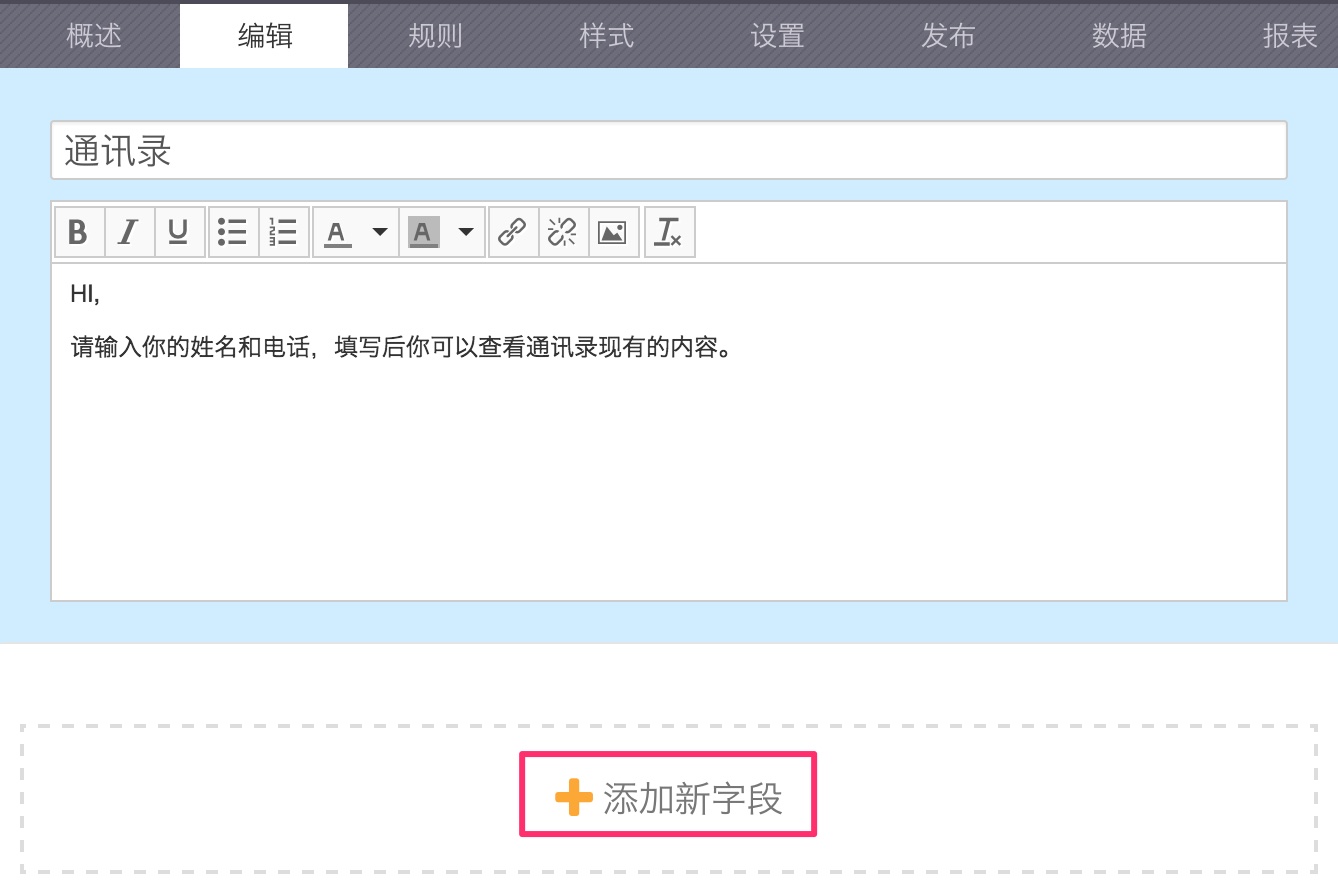 概述 编辑 规则 样式 设置 发布 数据 报表
通讯录
HI,
请输入你的姓名和电话，填写后你可以查看通讯录现有的内容。
添加新字段